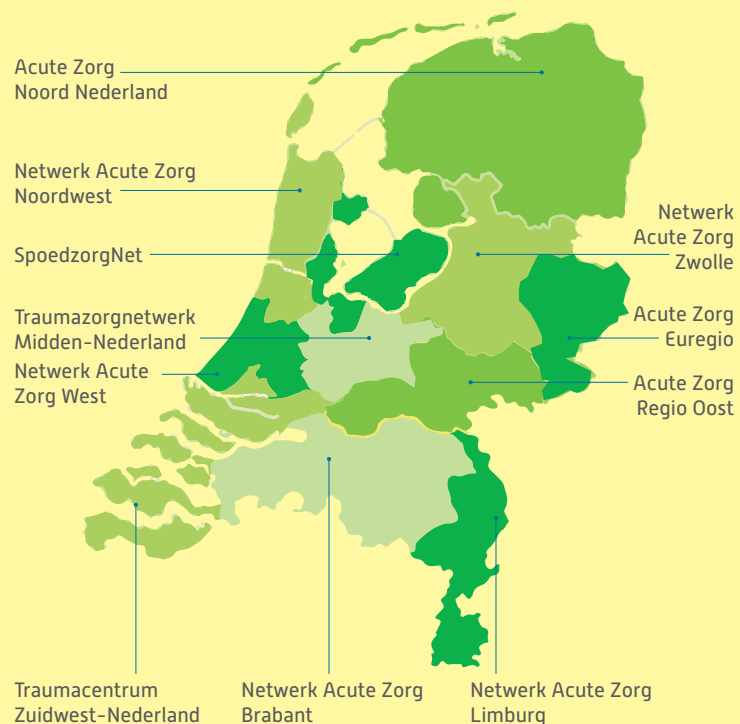 Acute Zorg
Noord Nederland
Netwerk Acute Zorg
Noordwest
SpoedzorgNet
Traumazorgnetwerk
Midden-Nederland
Netwerk Acute
Zorg West
Netwerk
Acute Zorg
Zwolle
Acute Zorg
Euregio
Acute Zorg
Regio Oost
Traumacentrum
Zuidwest-Nederland
Netwerk Acute Zorg
Brabant
Netwerk Acute Zorg
Limburg